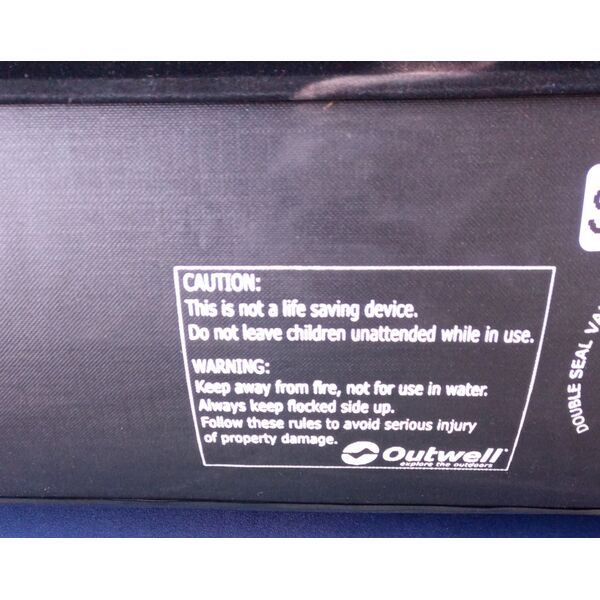 CAUTION:
This is not a life saving device.
Do not leave children unattended while in use.
WARNING:
Keep away from fire, not for use in water.
Always keep flocked side up.
Follow these rules to avoid serious injury
of property damage.
Outwell
explore the outdoors
DOUBLE SEAL